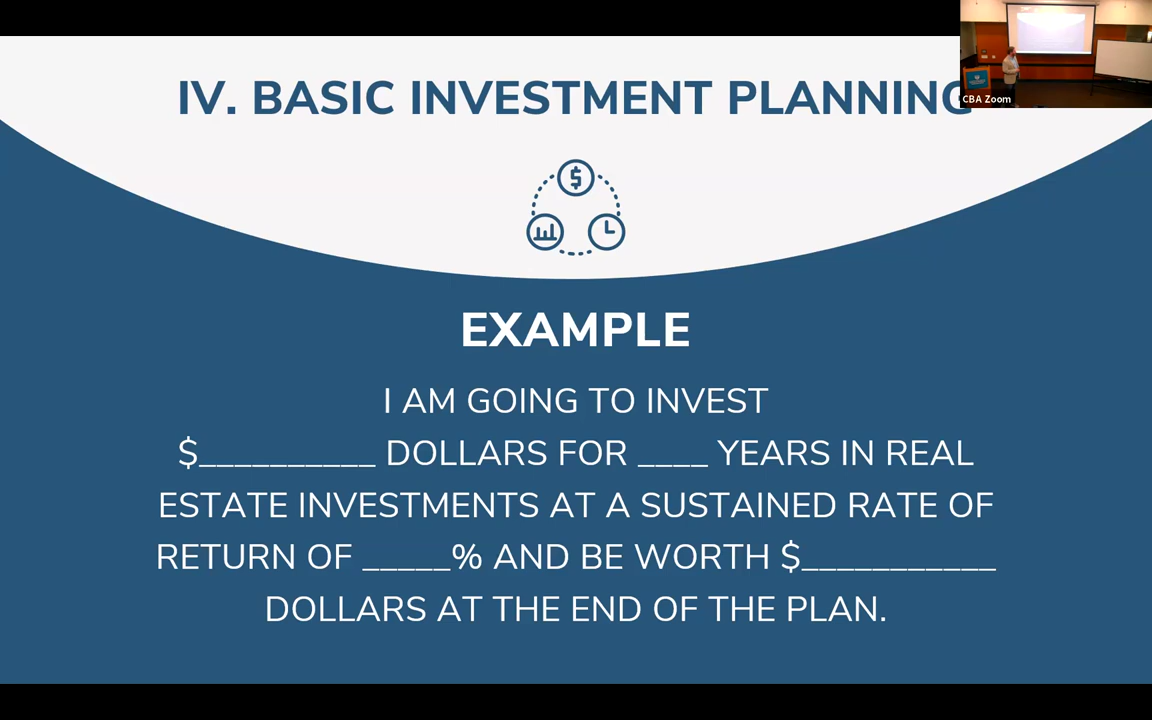 IV. BASIC INVESTMENT PLANNING
CBA Zoom
$
EXAMPLE
I AM GOING TO INVEST
$__________ DOLLARS FOR ____ YEARS IN REAL
ESTATE INVESTMENTS AT A SUSTAINED RATE OF
RETURN OF _____% AND BE WORTH $___________
DOLLARS AT THE END OF THE PLAN.